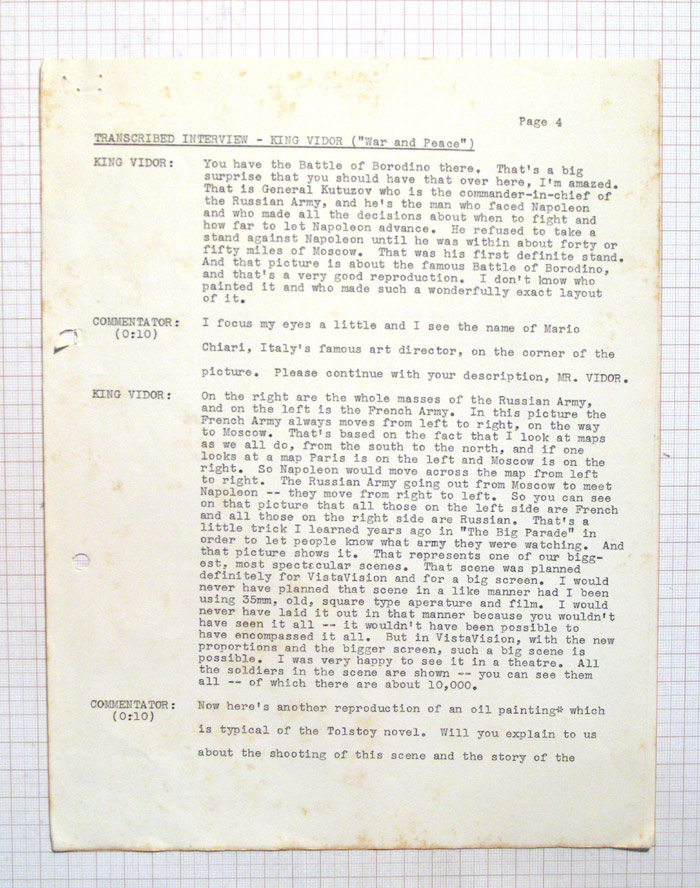 Page 4
TRANSCRIBED INTERVIEW - KING VIDOR ("War and Peace")
KING VIDOR: You have the Battle of Borodino there. That's a big
surprise that you should have that over here, I'm amazed.
That is General Kutuzov who is the commander-in-chief of
the Russian Army, and he's the man who faced Napoleon
and who made all the decisions about when to fight and
how far to let Napoleon advance. He refused to take a
stand against Napoleon until he was within about forty or
fifty miles of Moscow. That was his first definite stand.
And that picture is about the famous Battle of Borodino,
and that's a very good reproduction. I don't know who
painted it and who made such a wonderfully exact layout
of it.
COMMENTATOR: I focus my eyes a little and I see the name of Mario
(0:10)
Chiari, Italy's famous art director, on the corner of the
picture. Please continue with your description, MR. VIDOR.
KING VIDOR: On the right are the whole masses of the Russian Army,
and on the left is the French Army. In this picture the
French Army always moves from left to right, on the way
to Moscow. That's based on the fact that I look at maps
as we all do, from the south to the north, and if one
looks at a map Paris is on the left and Moscow is on the
right. So Napoleon would move across the map from left
to right. The Russian Army going out from Moscow to meet
Napoleon -- they move from right to left. So you can see
on that picture that all those on the left side are French
and all those on the right side are Russian. That's a
little trick I learned years ago in "The Big Parade" in
order to let people know what army they were watching. And
that picture shows it. That represents one of our bigg-
est, most spectacular scenes. That scene was planned
definitely for VistaVision and for a big screen. I would
never have planned that scene in a like manner had I been
using 35mm, old, square type aperature and film. I would
never have laid it out in that manner because you wouldn't
have seen it all -- it wouldn't have been possible to
have encompassed it all. But in VistaVision, with the new
proportions and the bigger screen, such a big scene is
possible. I was very happy to see it in a theatre. All
the soldiers in the scene are shown -- you can see them
all -- of which there are about 10,000.
COMMENTATOR: Now here's another reproduction of an oil painting* which
(0:10)
is typical of the Tolstoy novel. Will you explain to us
about the shooting of this scene and the story of the